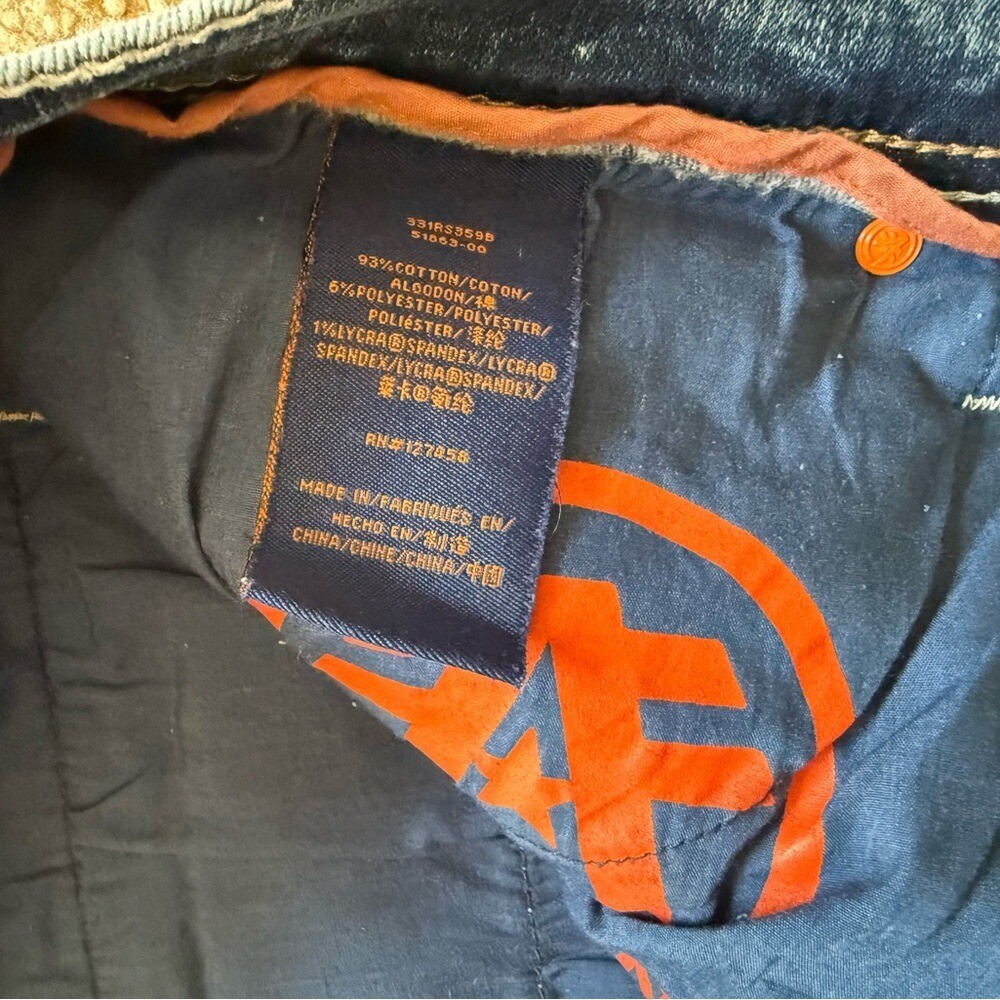 331RS359B
51863-00
93%COTTON/COTON/
ALGODON/棉
6%POLYESTER/POLYESTER/
POLIéSTER/涤纶
1%LYCRA®SPANDEX/LYCRA®
SPANDEX/LYCRA®SPANDEX/
莱卡®氨纶
RN#127458
MADE IN/FABRIQUÉS EN/
HECHO EN/制造
CHINA/CHINE/CHINA/中国